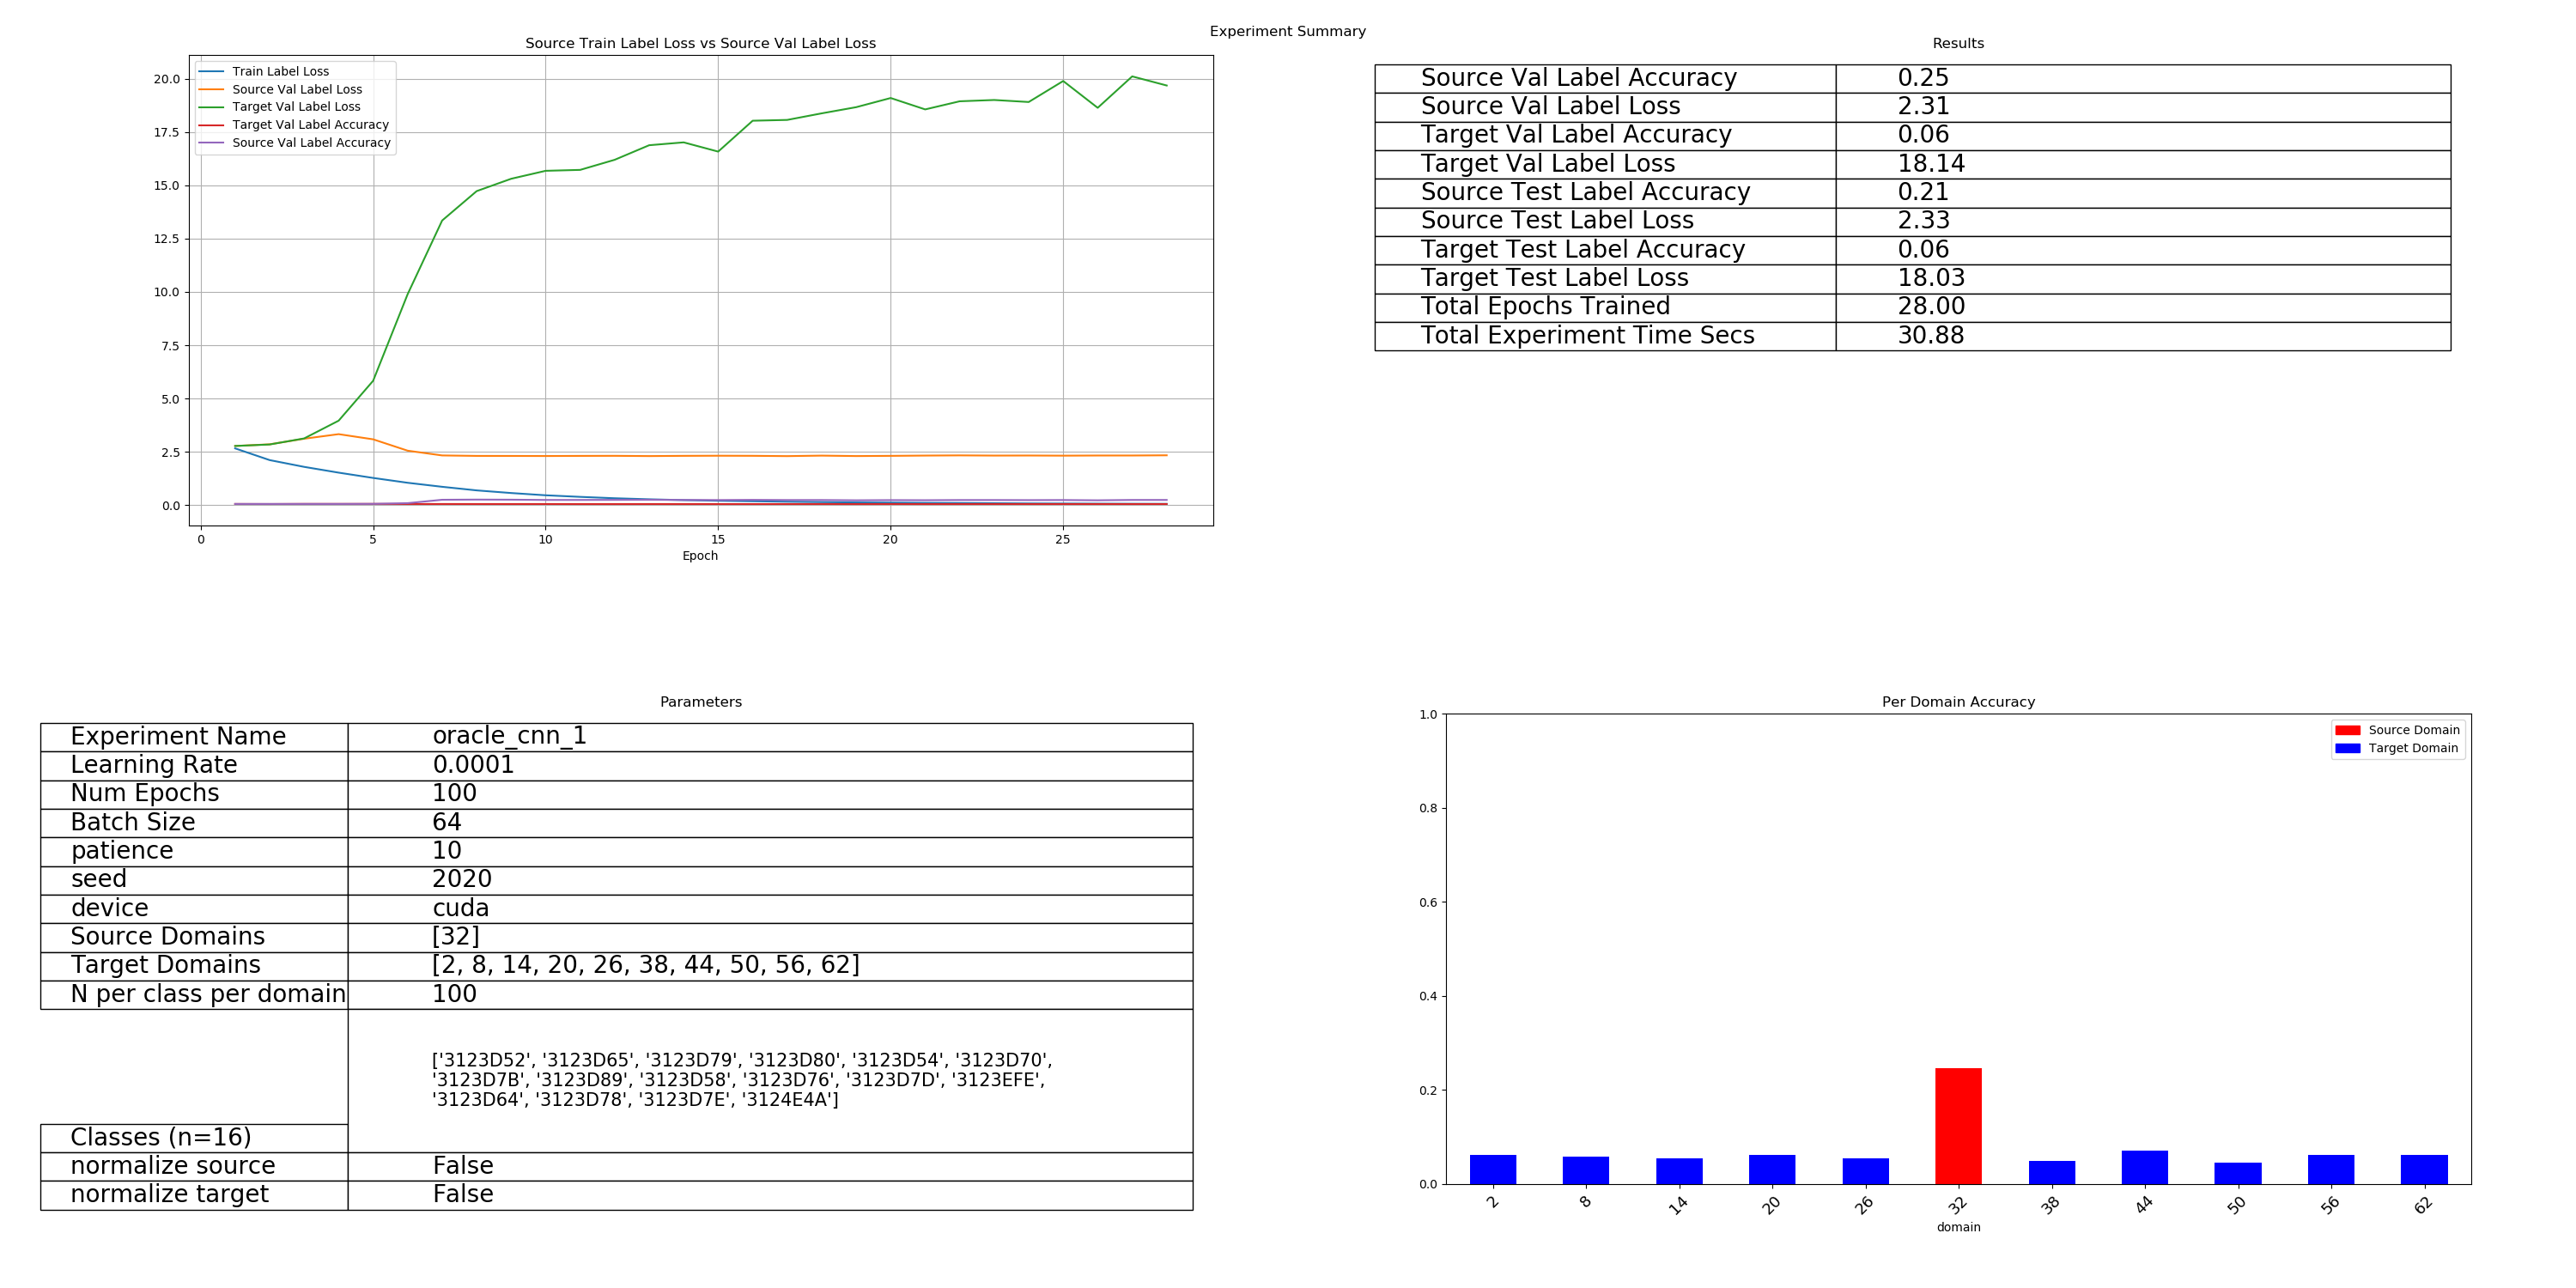 Experiment Summary
Source Train Label Loss vs Source Val Label Loss
Train Label Loss
Source Val Label Loss
Target Val Label Loss
Target Val Label Accuracy
Source Val Label Accuracy
20.0
17.5
15.0
12.5
10.0
7.5
5.0
2.5
0.0
0 5 10 15 20 25
Epoch
Results
Source Val Label Accuracy 0.25
Source Val Label Loss 2.31
Target Val Label Accuracy 0.06
Target Val Label Loss 18.14
Source Test Label Accuracy 0.21
Source Test Label Loss 2.33
Target Test Label Accuracy 0.06
Target Test Label Loss 18.03
Total Epochs Trained 28.00
Total Experiment Time Secs 30.88
Parameters
Experiment Name oracle_cnn_1
Learning Rate 0.0001
Num Epochs 100
Batch Size 64
patience 10
seed 2020
device cuda
Source Domains [32]
Target Domains [2, 8, 14, 20, 26, 38, 44, 50, 56, 62]
N per class per domain 100
['3123D52', '3123D65', '3123D79', '3123D80', '3123D54', '3123D70',
'3123D7B', '3123D89', '3123D58', '3123D76', '3123D7D', '3123EFE',
'3123D64', '3123D78', '3123D7E', '3124E4A']
Classes (n=16)
normalize source False
normalize target False
Per Domain Accuracy
Source Domain
Target Domain
1.0
0.8
0.6
0.4
0.2
0.0
2 8 14 20 26 32 38 44 50 56 62
domain